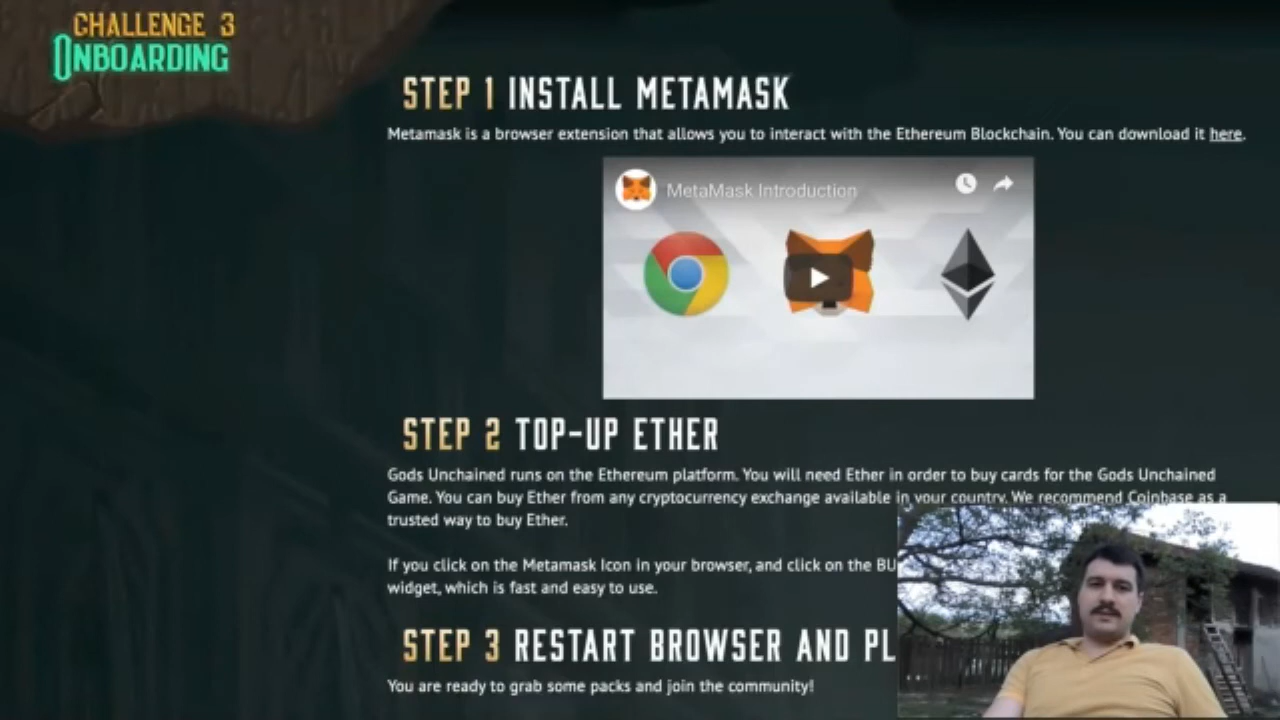 CHALLENGE 3
ONBOARDING
STEP 1 INSTALL METAMASK
Metamask is a browser extension that allows you to interact with the Ethereum Blockchain. You can download it here.
MetaMask Introduction
STEP 2 TOP-UP ETHER
Gods Unchained runs on the Ethereum platform. You will need Ether in order to buy cards for the Gods Unchained
Game. You can buy Ether from any cryptocurrency exchange available in your country. We recommend Coinbase as a
trusted way to buy Ether.
If you click on the Metamask Icon in your browser, and click on the BU
widget, which is fast and easy to use.
STEP 3 RESTART BROWSER AND PL
You are ready to grab some packs and join the community!